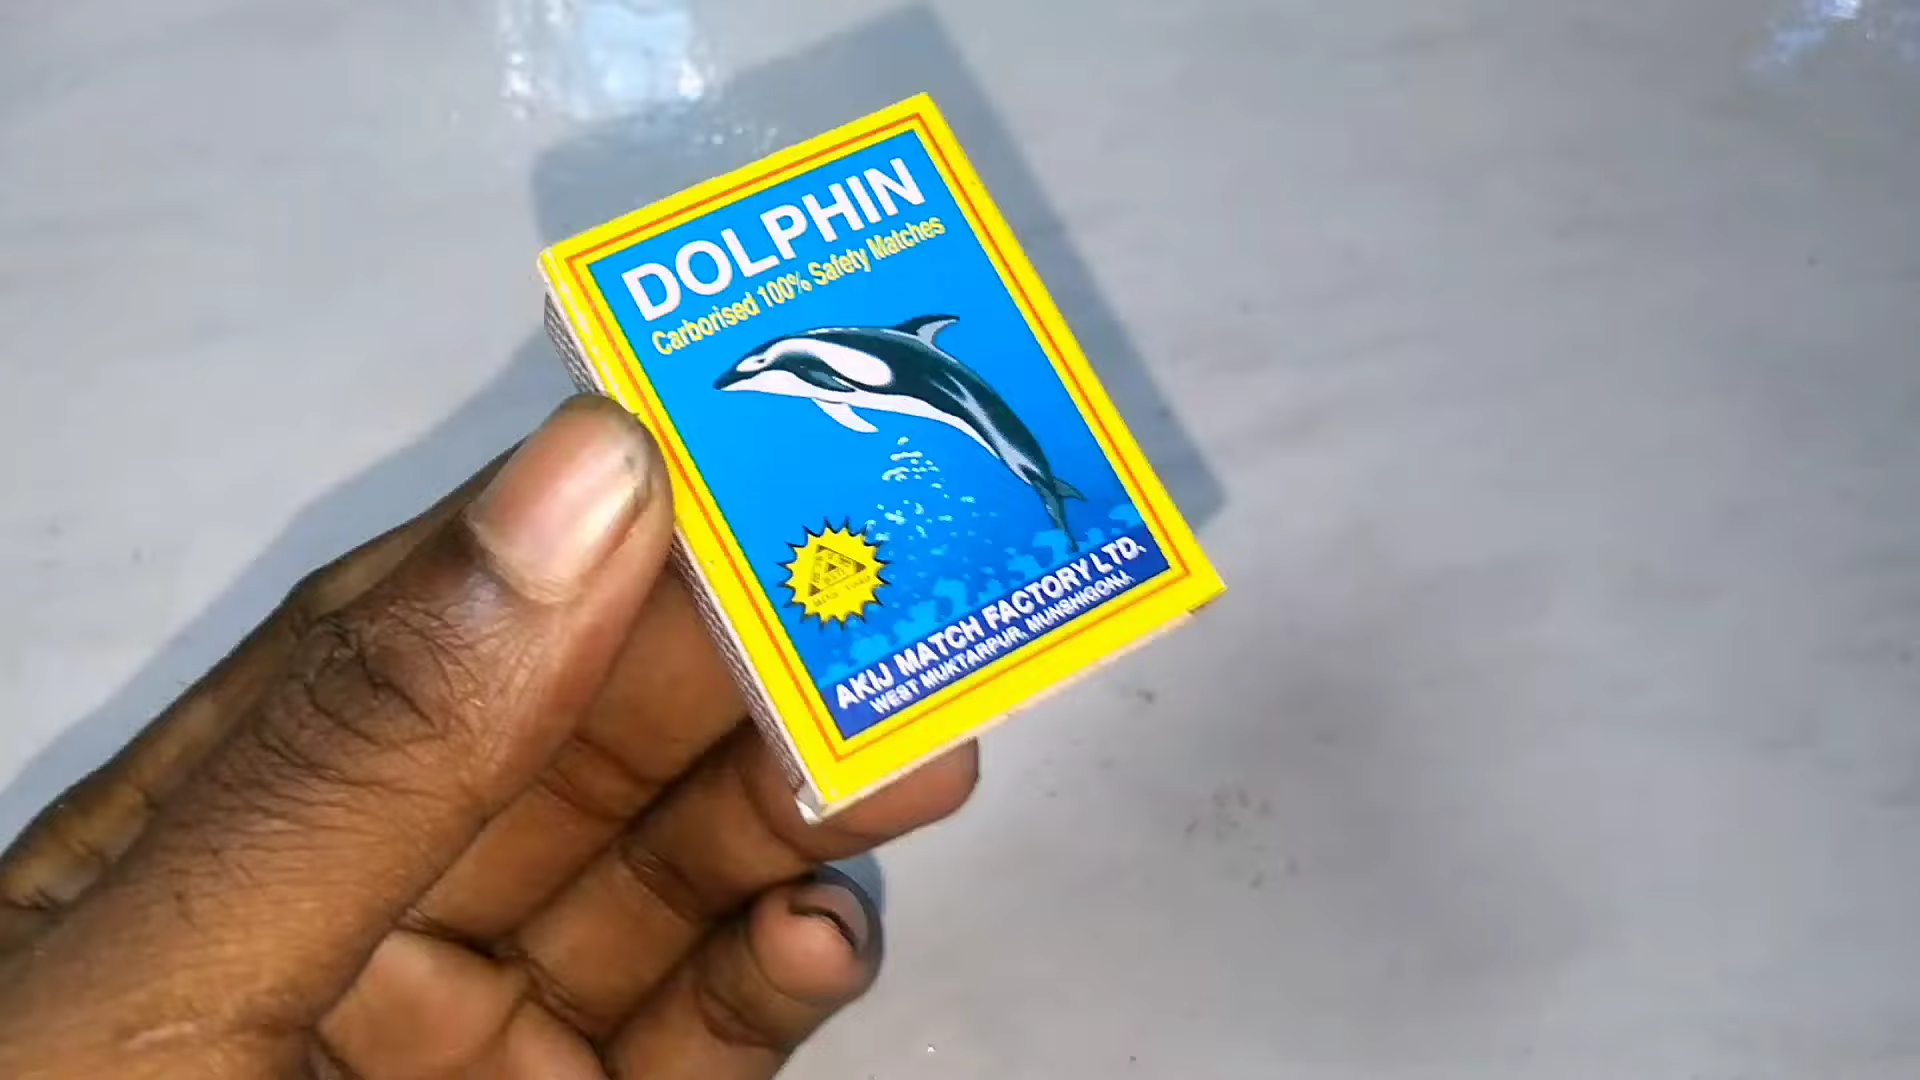 DOLPHIN
Carborised 100% Safety Matches
AKIJ MATCH FACTORY LTD.
WEST MUKTARPUR, MUNSHIGONJ.